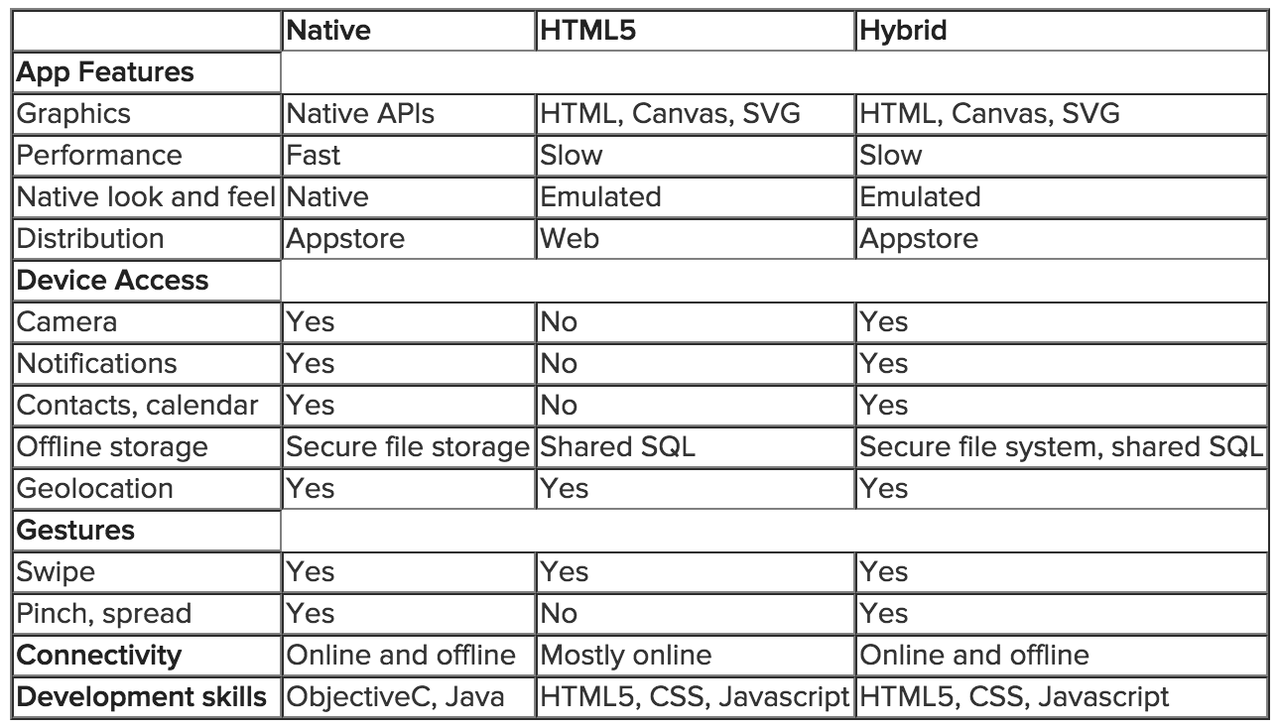 Native HTML5 Hybrid
App Features
Graphics Native APIs HTML, Canvas, SVG HTML, Canvas, SVG
Performance Fast Slow Slow
Native look and feel Native Emulated Emulated
Distribution Appstore Web Appstore
Device Access
Camera Yes No Yes
Notifications Yes No Yes
Contacts, calendar Yes No Yes
Offline storage Secure file storage Shared SQL Secure file system, shared SQL
Geolocation Yes Yes Yes
Gestures
Swipe Yes Yes Yes
Pinch, spread Yes No Yes
Connectivity Online and offline Mostly online Online and offline
Development skills ObjectiveC, Java HTML5, CSS, Javascript HTML5, CSS, Javascript